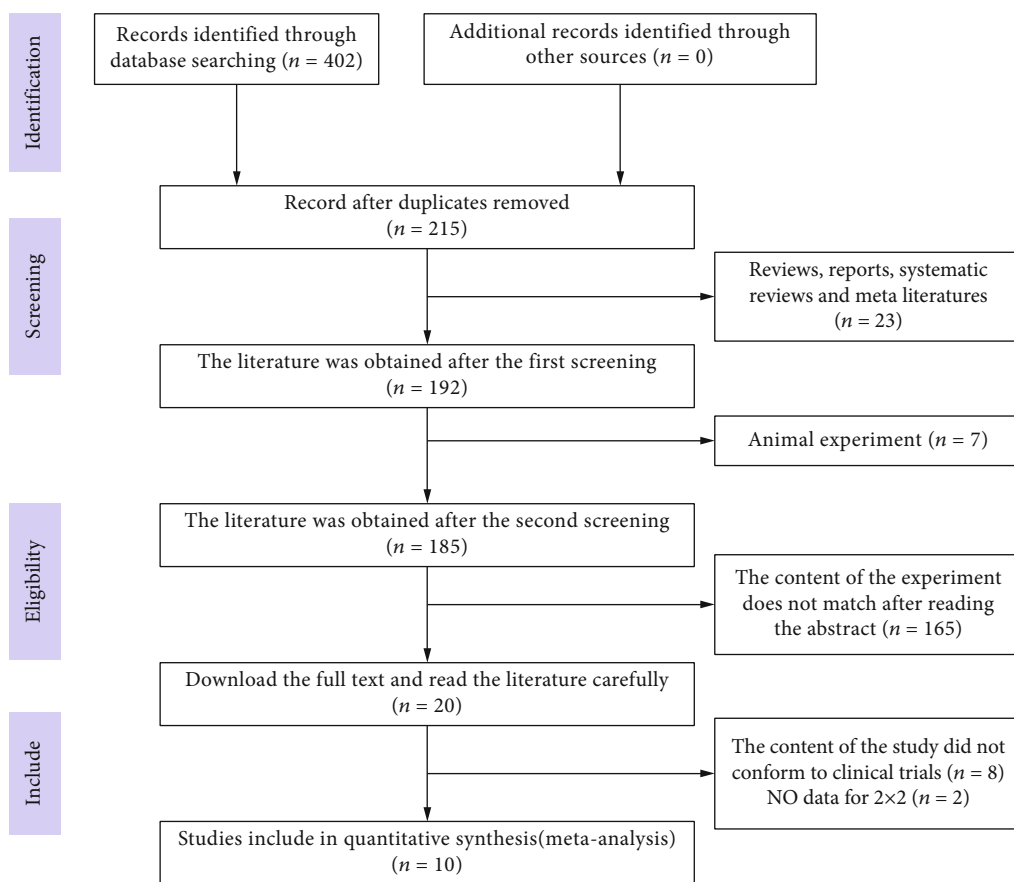 Identification
Records identified through
database searching (n = 402)
Additional records identified through
other sources (n = 0)
Record after duplicates removed
(n = 215)
Screening
Reviews, reports, systematic
reviews and meta literatures
(n = 23)
The literature was obtained after the first screening
(n = 192)
Animal experiment (n = 7)
Eligibility
The literature was obtained after the second screening
(n = 185)
The content of the experiment
does not match after reading
the abstract (n = 165)
Download the full text and read the literature carefully
(n = 20)
Include
The content of the study did not
conform to clinical trials (n = 8)
NO data for 2×2 (n = 2)
Studies include in quantitative synthesis(meta-analysis)
(n = 10)